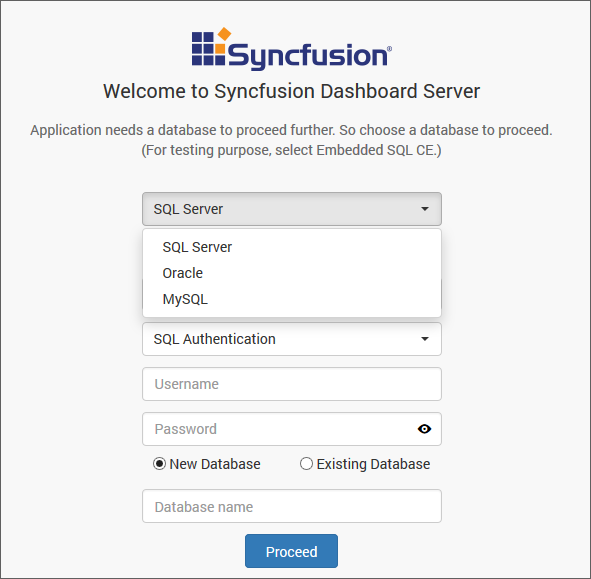 Syncfusion®
Welcome to Syncfusion Dashboard Server
Application needs a database to proceed further. So choose a database to proceed.
(For testing purpose, select Embedded SQL CE.)
SQL Server
SQL Server
Oracle
MySQL
SQL Authentication
Username
Password
New Database Existing Database
Database name
Proceed